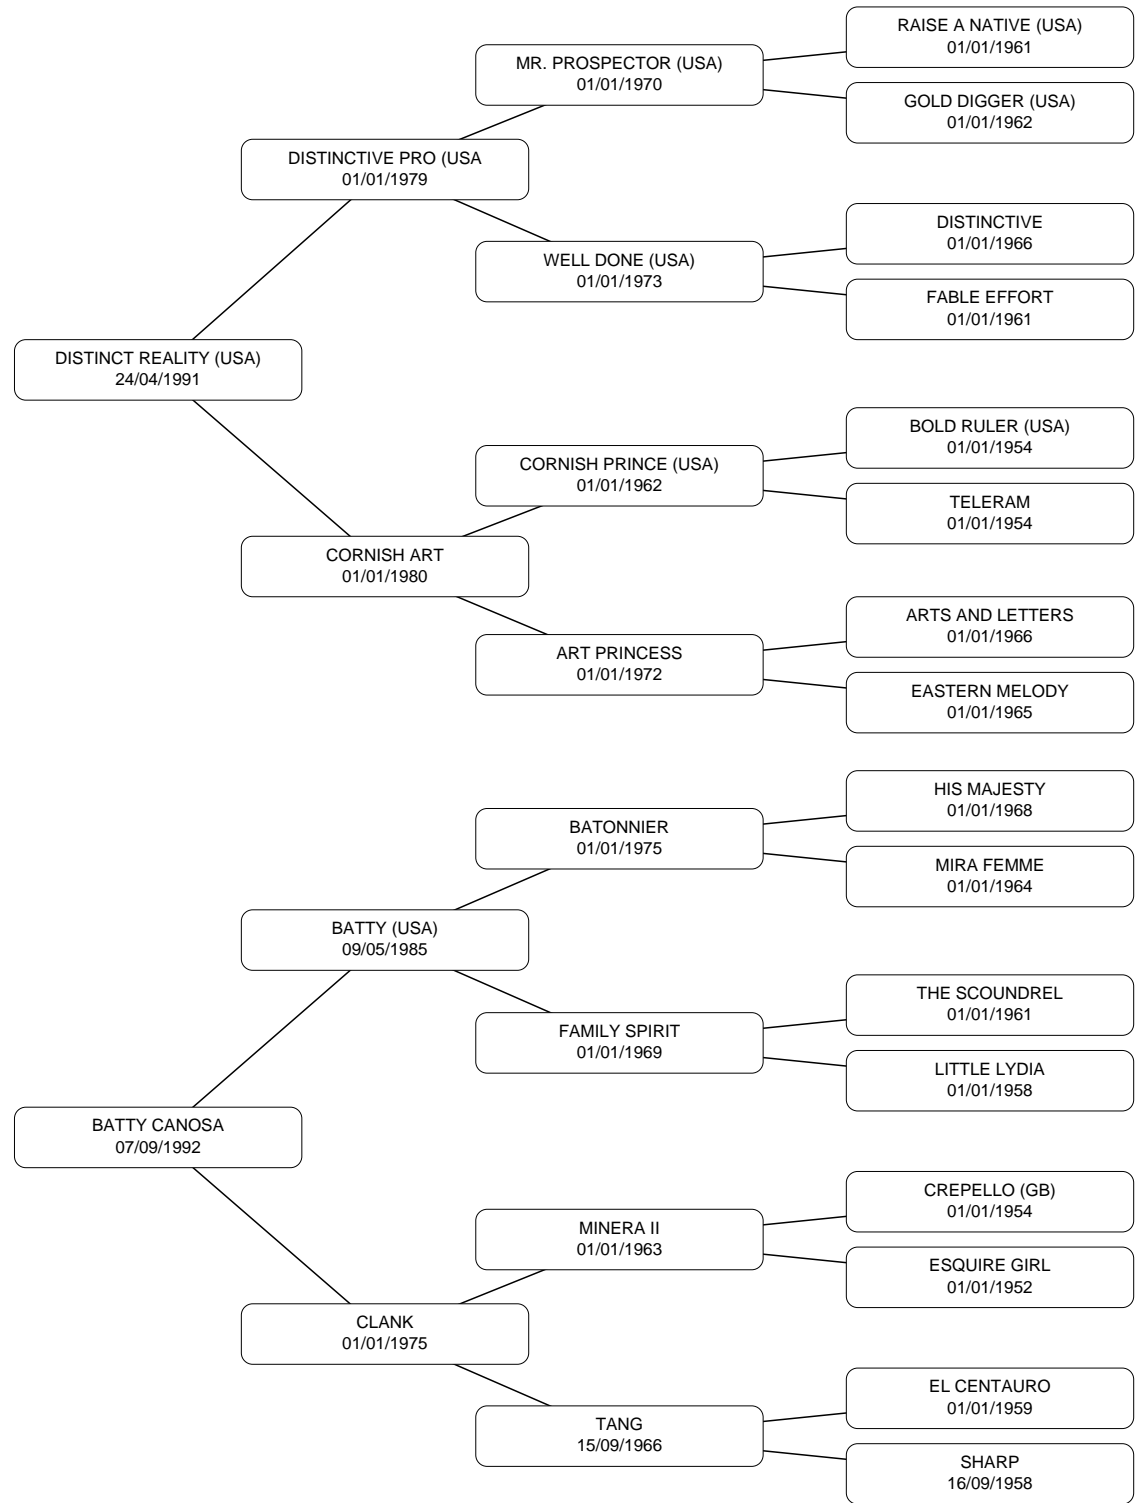 RAISE A NATIVE (USA)
01/01/1961
MR. PROSPECTOR (USA)
01/01/1970
GOLD DIGGER (USA)
01/01/1962
DISTINCTIVE PRO (USA
01/01/1979
DISTINCTIVE
01/01/1966
WELL DONE (USA)
01/01/1973
FABLE EFFORT
01/01/1961
DISTINCT REALITY (USA)
24/04/1991
BOLD RULER (USA)
01/01/1954
CORNISH PRINCE (USA)
01/01/1962
TELERAM
01/01/1954
CORNISH ART
01/01/1980
ARTS AND LETTERS
01/01/1966
ART PRINCESS
01/01/1972
EASTERN MELODY
01/01/1965
HIS MAJESTY
01/01/1968
BATONNIER
01/01/1975
MIRA FEMME
01/01/1964
BATTY (USA)
09/05/1985
THE SCOUNDREL
01/01/1961
FAMILY SPIRIT
01/01/1969
LITTLE LYDIA
01/01/1958
BATTY CANOSA
07/09/1992
CREPELLO (GB)
01/01/1954
MINERA II
01/01/1963
ESQUIRE GIRL
01/01/1952
CLANK
01/01/1975
EL CENTAURO
01/01/1959
TANG
15/09/1966
SHARP
16/09/1958